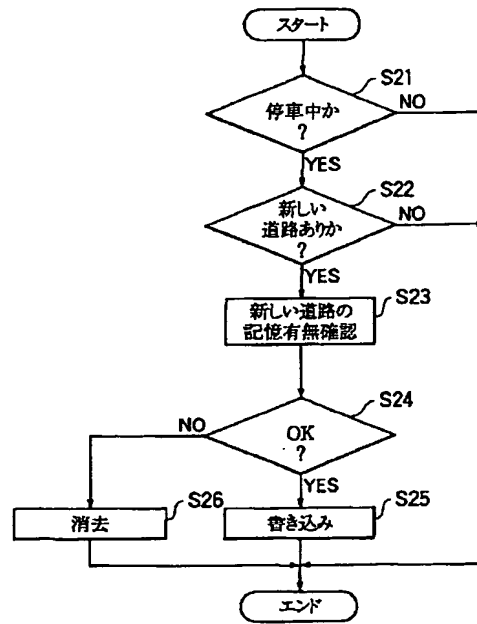 スタート
S21
停車中か
?
NO
YES
S22
新しい
道路ありか
?
NO
YES
S23
新しい道路の
記憶有無確認
S24
NO
OK
?
YES
S26
消去
S25
書き込み
エンド